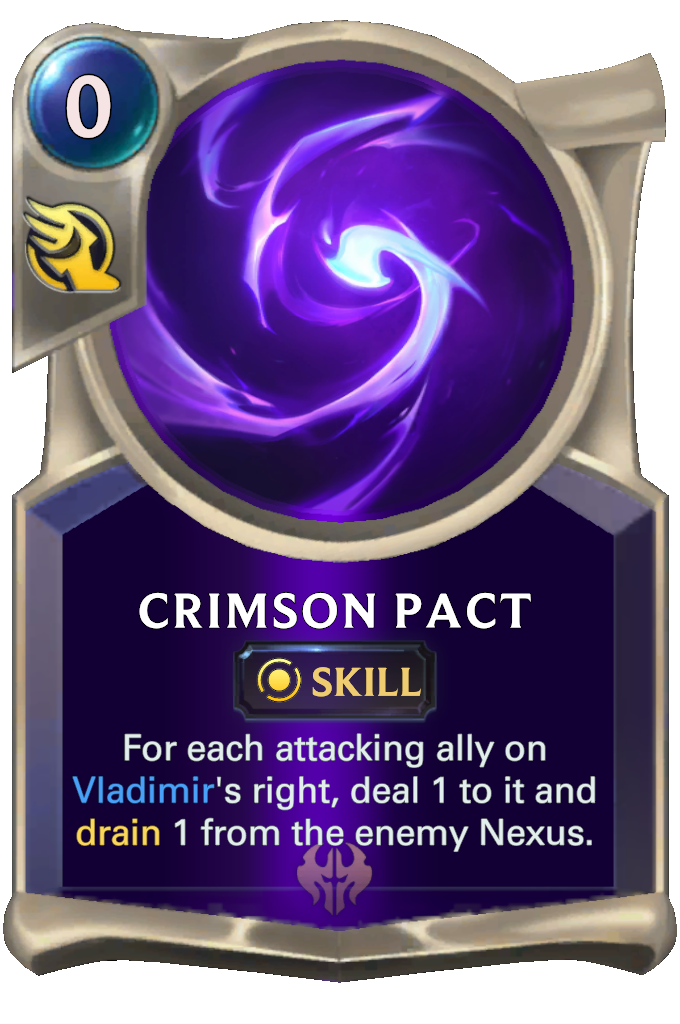 0
CRIMSON PACT
SKILL
For each attacking ally on
Vladimir's right, deal 1 to it and
drain 1 from the enemy Nexus.